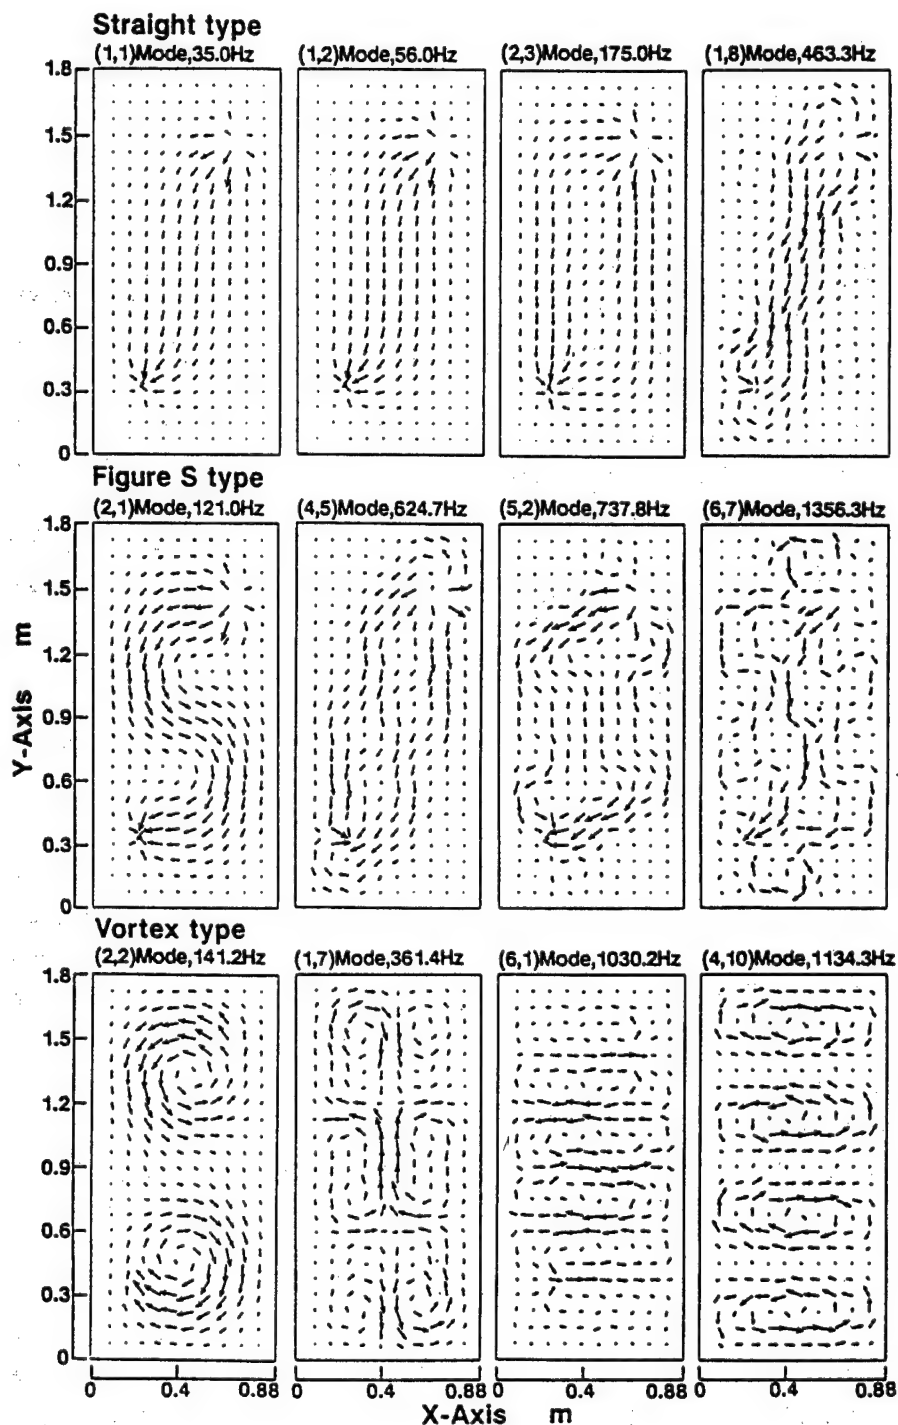 Straight type
(1,1)Mode,35.0Hz
(1,2)Mode,56.0Hz
(2,3)Mode,175.0Hz
(1,8)Mode,463.3Hz
1.8
1.5
1.2
0.9
0.6
0.3
0
Figure S type
(2,1)Mode,121.0Hz
(4,5)Mode,624.7Hz
(5,2)Mode,737.8Hz
(6,7)Mode,1356.3Hz
1.8
1.5
1.2
0.9
0.6
0.3
0
Y-Axis m
Vortex type
(2,2)Mode,141.2Hz
(1,7)Mode,361.4Hz
(6,1)Mode,1030.2Hz
(4,10)Mode,1134.3Hz
1.8
1.5
1.2
0.9
0.6
0.3
0
0 0.4 0.88
0 0.4 0.88
0 0.4 0.88
0 0.4 0.88
X-Axis m